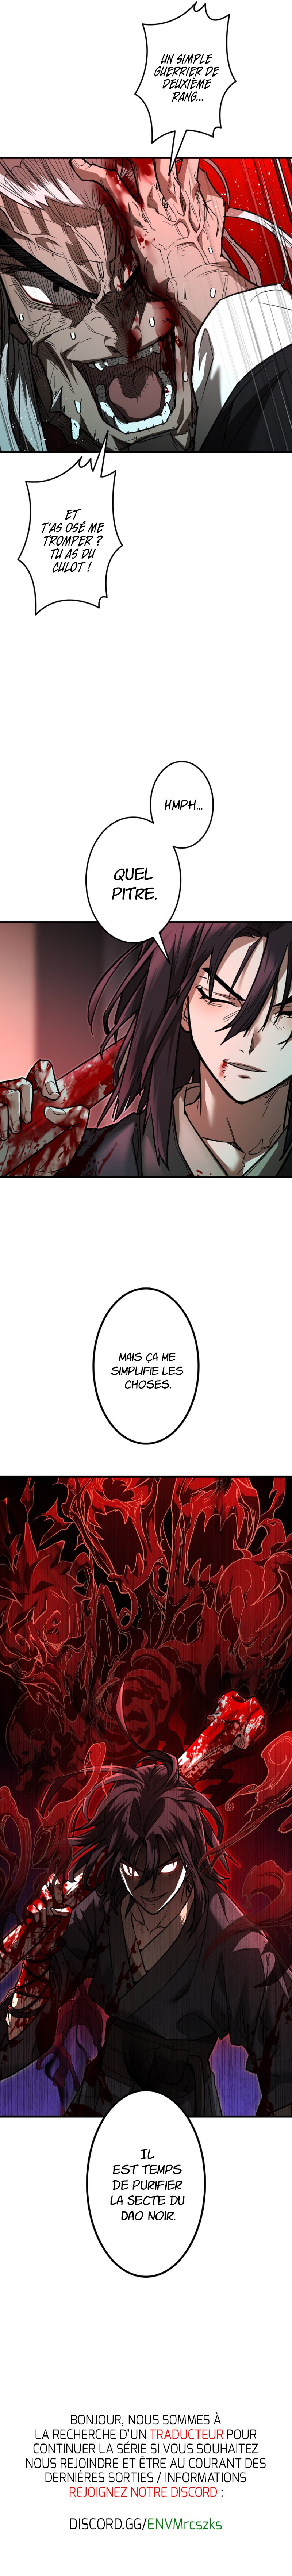 UN SIMPLE
GUERRIER DE
DEUXIÈME
RANG...
ET
T'AS OSÉ ME
TROMPER ?
TU AS DU
CULOT !
HMPH...
QUEL
PITRE.
MAIS ÇA ME
SIMPLIFIE LES
CHOSES.
IL
EST TEMPS
DE PURIFIER
LA SECTE DU
DAO NOIR.
BONJOUR, NOUS SOMMES À
LA RECHERCHE D'UN TRADUCTEUR POUR
CONTINUER LA SÉRIE SI VOUS SOUHAITEZ
NOUS REJOINDRE ET ÊTRE AU COURANT DES
DERNIÈRES SORTIES / INFORMATIONS
REJOIGNEZ NOTRE DISCORD :
DISCORD.GG/ENVMrcszks